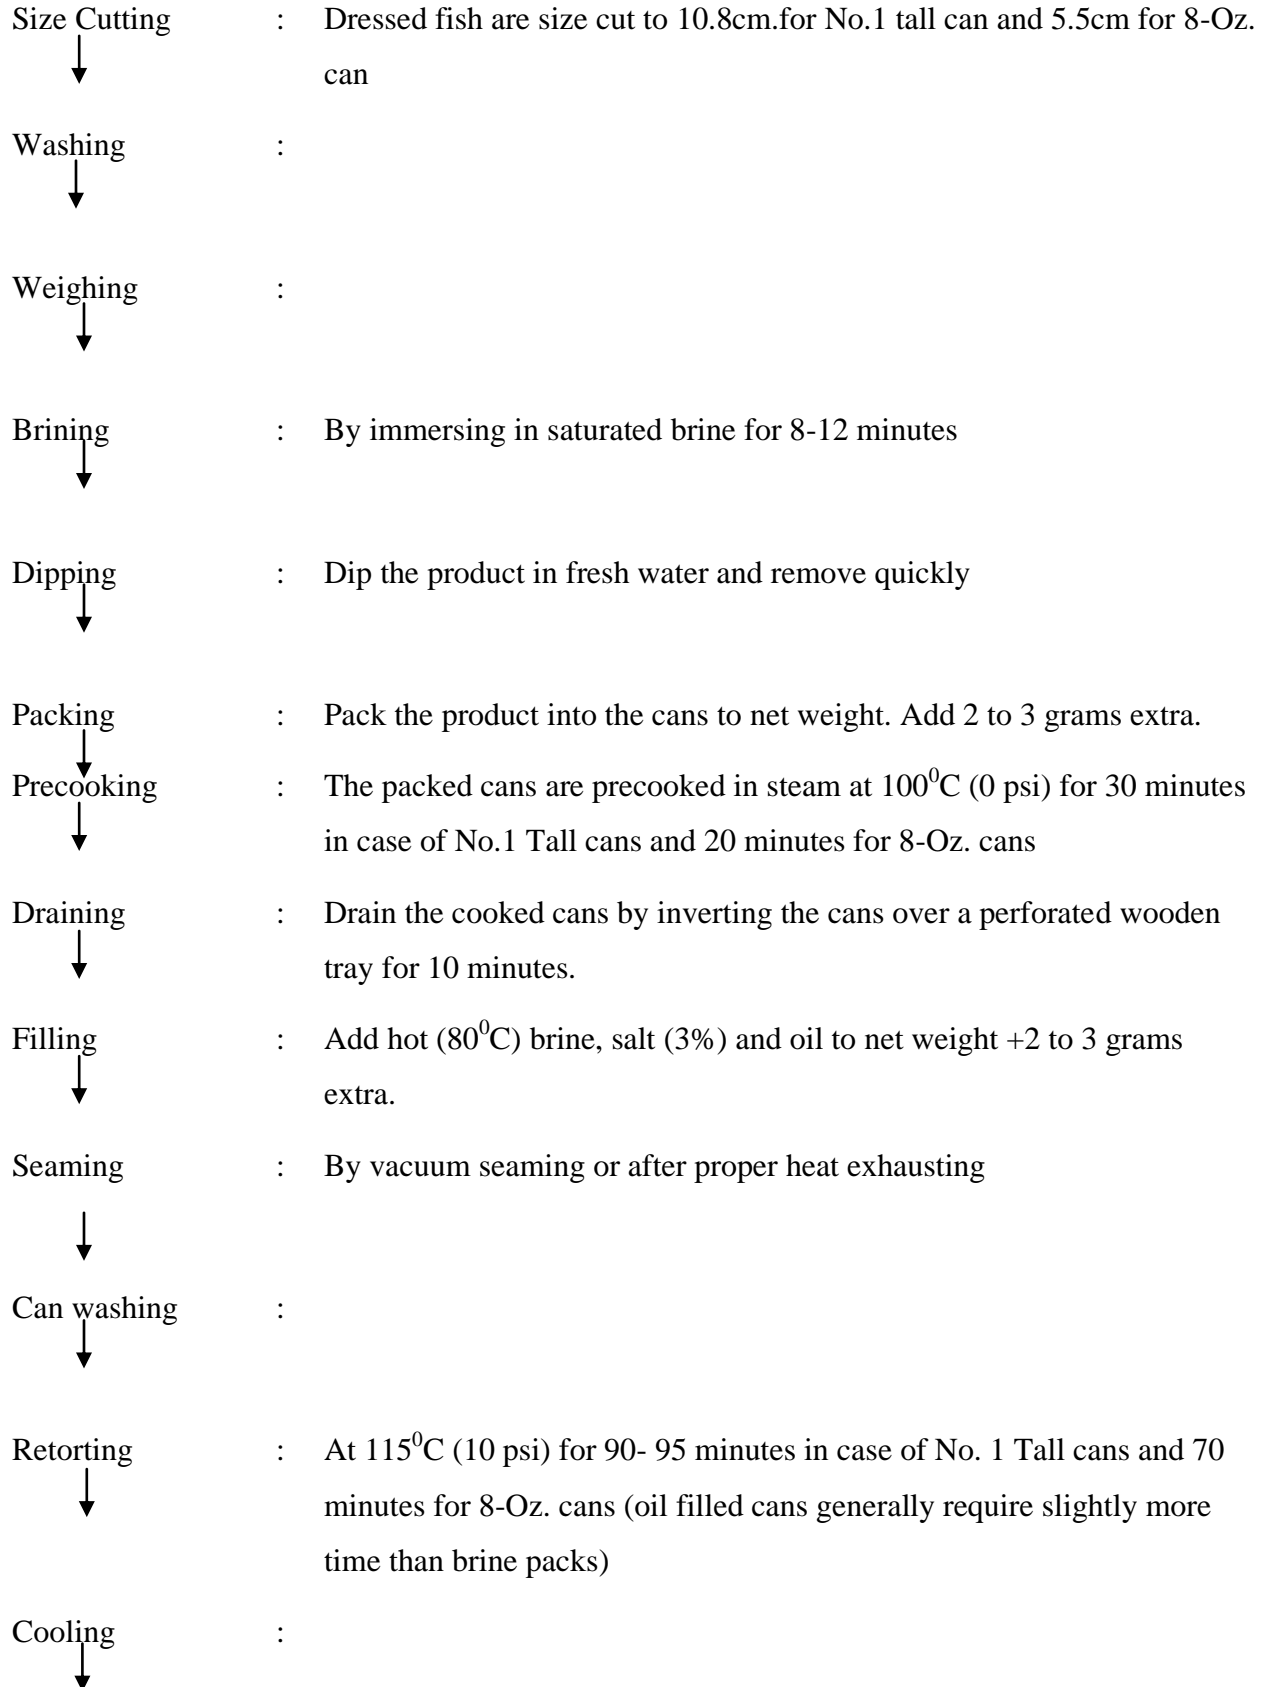 Size Cutting : Dressed fish are size cut to 10.8cm.for No.1 tall can and 5.5cm for 8-Oz.
can
Washing :
Weighing :
Brining : By immersing in saturated brine for 8-12 minutes
Dipping : Dip the product in fresh water and remove quickly
Packing : Pack the product into the cans to net weight. Add 2 to 3 grams extra.
Precooking : The packed cans are precooked in steam at 100⁰C (0 psi) for 30 minutes
in case of No.1 Tall cans and 20 minutes for 8-Oz. cans
Draining : Drain the cooked cans by inverting the cans over a perforated wooden
tray for 10 minutes.
Filling : Add hot (80⁰C) brine, salt (3%) and oil to net weight +2 to 3 grams
extra.
Seaming : By vacuum seaming or after proper heat exhausting
Can washing :
Retorting : At 115⁰C (10 psi) for 90- 95 minutes in case of No. 1 Tall cans and 70
minutes for 8-Oz. cans (oil filled cans generally require slightly more
time than brine packs)
Cooling :